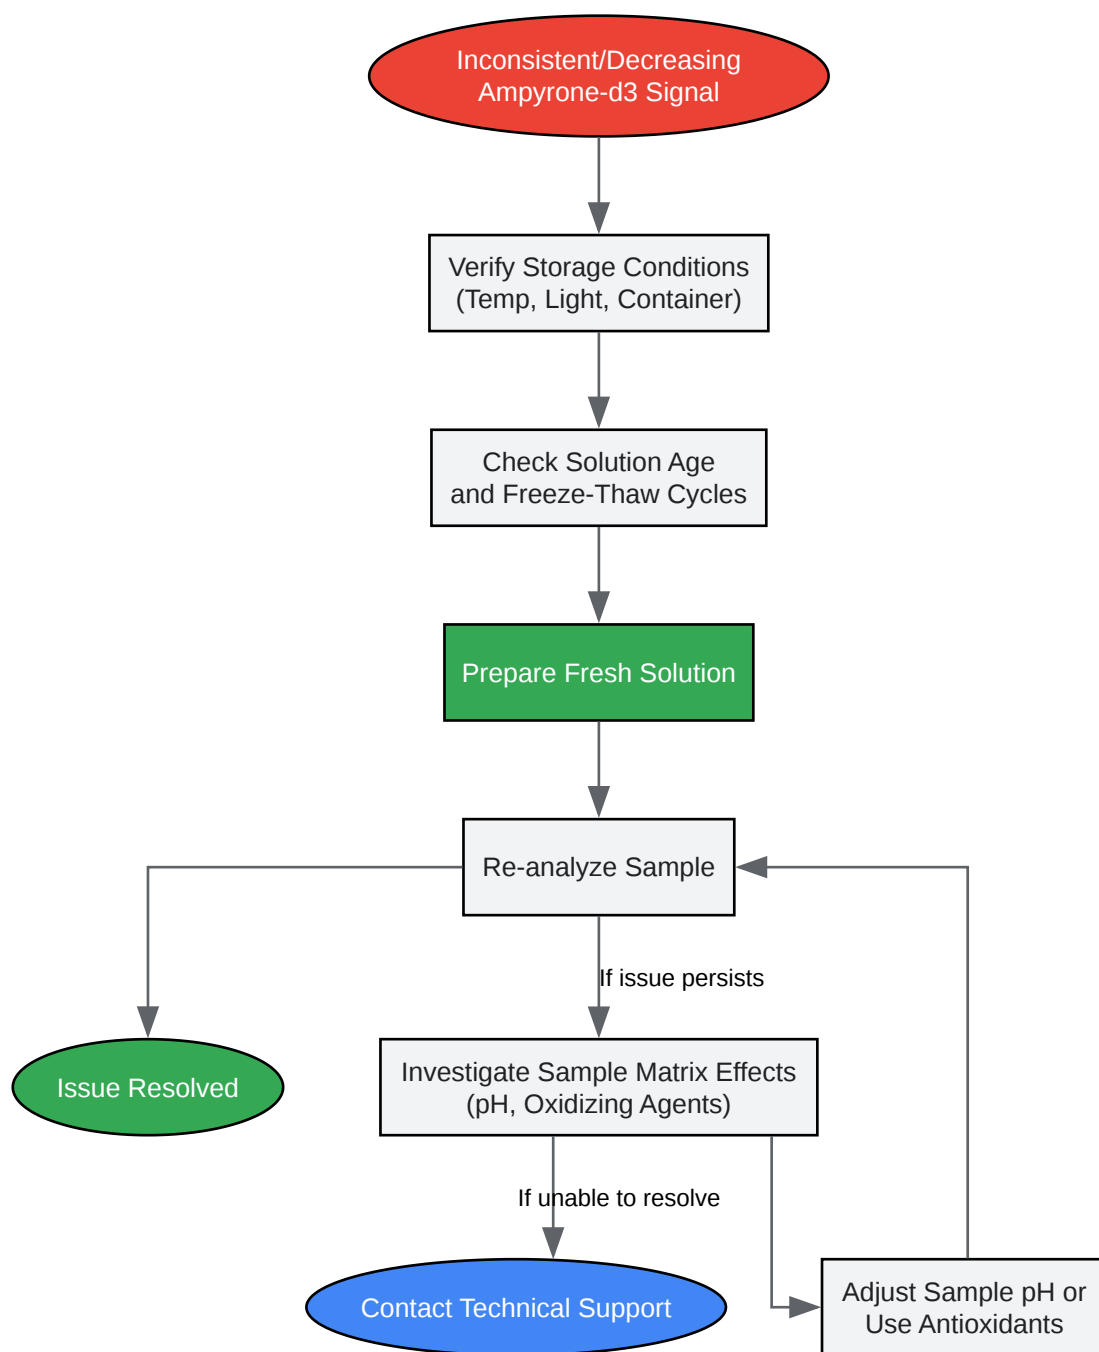 Inconsistent/Decreasing
Ampyrone-d3 Signal
Verify Storage Conditions
(Temp, Light, Container)
Check Solution Age
and Freeze-Thaw Cycles
Prepare Fresh Solution
Re-analyze Sample
If issue persists
Issue Resolved
Investigate Sample Matrix Effects
(pH, Oxidizing Agents)
If unable to resolve
Contact Technical Support
Adjust Sample pH or
Use Antioxidants